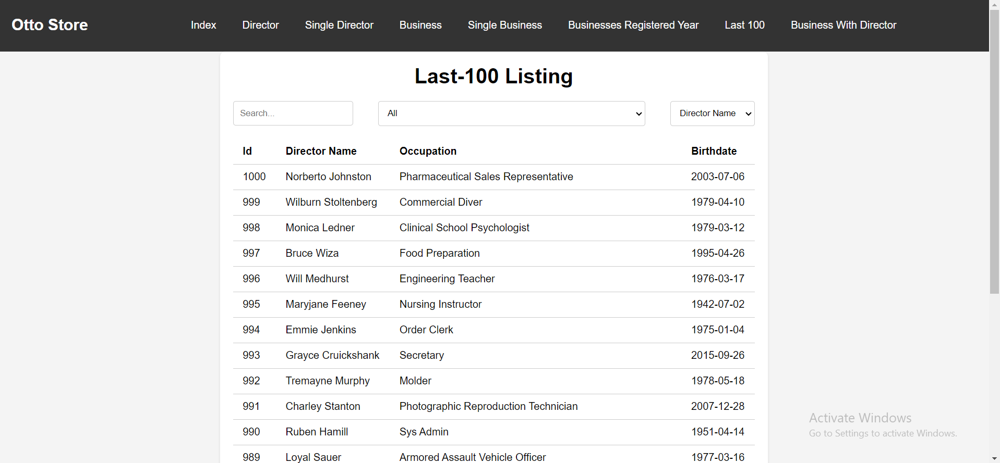 Otto Store Index Director Single Director Business Single Business Businesses Registered Year Last 100 Business With Director
Last-100 Listing
Search... All Director Name
Id Director Name Occupation Birthdate
1000 Norberto Johnston Pharmaceutical Sales Representative 2003-07-06
999 Wilburn Stoltenberg Commercial Diver 1979-04-10
998 Monica Ledner Clinical School Psychologist 1979-03-12
997 Bruce Wiza Food Preparation 1995-04-26
996 Will Medhurst Engineering Teacher 1976-03-17
995 Maryjane Feeney Nursing Instructor 1942-07-02
994 Emmie Jenkins Order Clerk 1975-01-04
993 Grayce Cruickshank Secretary 2015-09-26
992 Tremayne Murphy Molder 1978-05-18
991 Charley Stanton Photographic Reproduction Technician 2007-12-28
990 Ruben Hamill Sys Admin 1951-04-14
989 Loyal Sauer Armored Assault Vehicle Officer 1977-03-16
Activate Windows
Go to Settings to activate Windows.